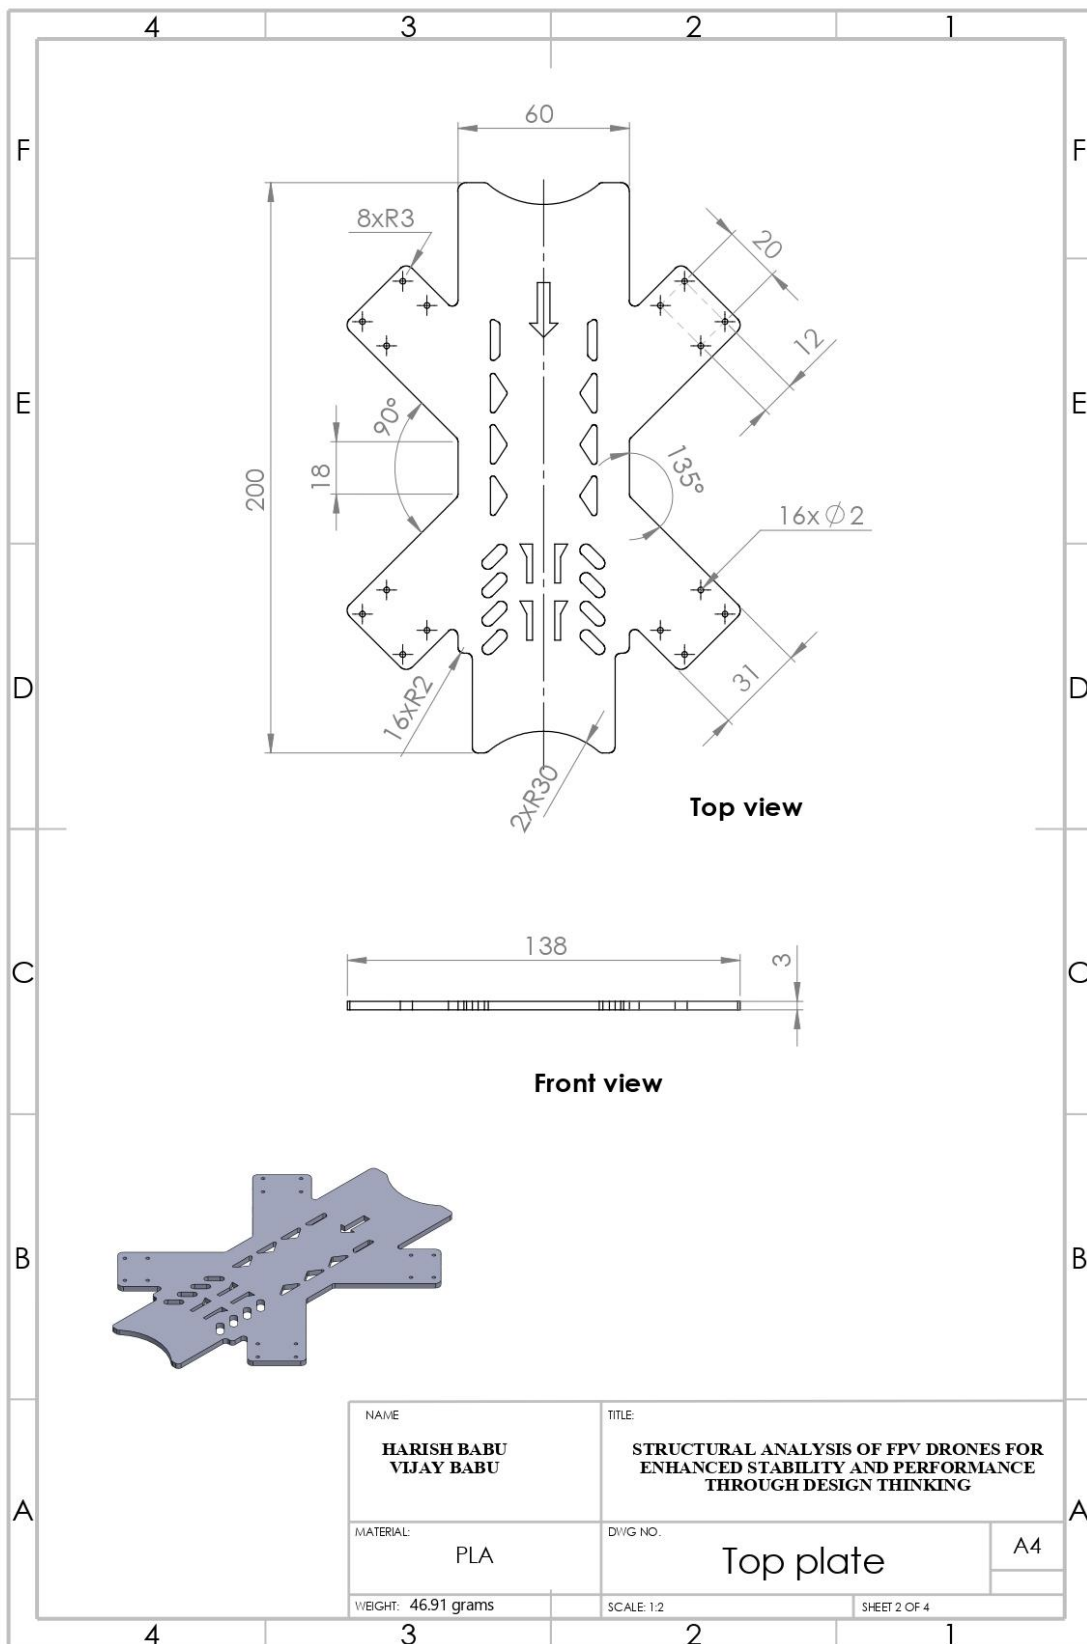 4 3 2 1
F F
E E
D D
C C
B B
A A
60
8xR3
20
12
90°
18
200
135°
16x∅2
31
16xR2
2xR30
Top view
138
3
Front view
NAME
HARISH BABU
VIJAY BABU
TITLE:
STRUCTURAL ANALYSIS OF FPV DRONES FOR
ENHANCED STABILITY AND PERFORMANCE
THROUGH DESIGN THINKING
MATERIAL:
PLA
DWG NO.
Top plate
A4
WEIGHT: 46.91 grams
SCALE: 1:2
SHEET 2 OF 4
4 3 2 1